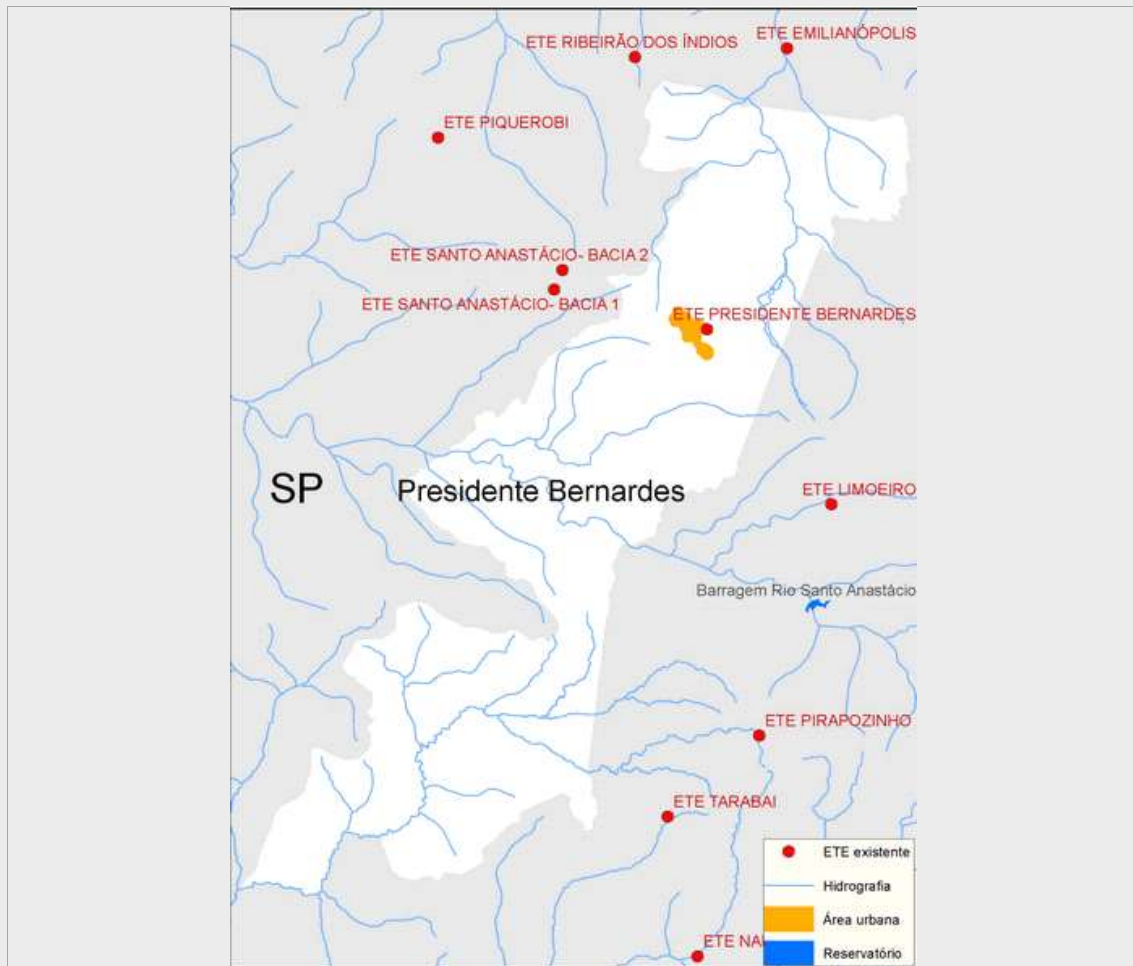 ETE EMILIANÓPOLIS
ETE RIBEIRÃO DOS ÍNDIOS
ETE PIQUEROBI
ETE SANTO ANASTÁCIO- BACIA 2
ETE SANTO ANASTÁCIO- BACIA 1
ETE PRESIDENTE BERNARDES
SP
Presidente Bernardes
ETE LIMOEIRO
Barragem Rio Santo Anastácio
ETE PIRAPOZINHO
ETE TARABAI
ETE existente
Hidrografia
Área urbana
ETE
Reservatório